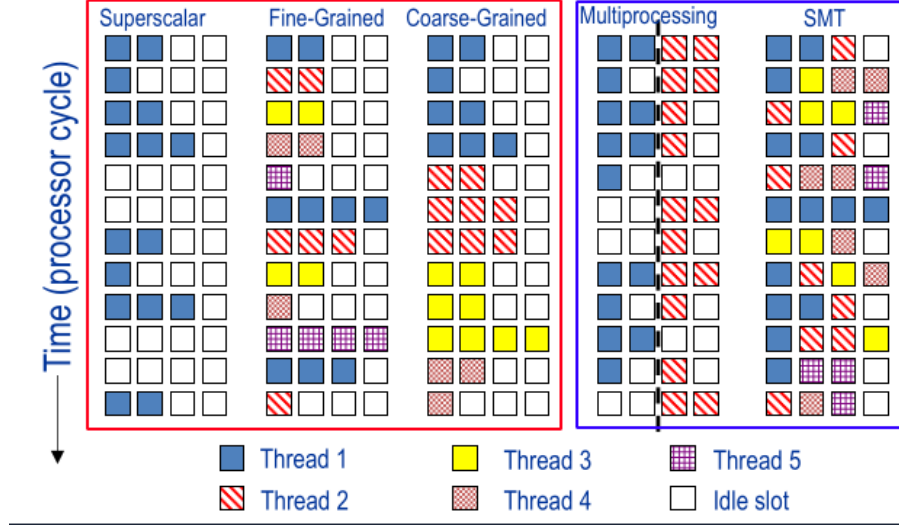 Superscalar
Fine-Grained
Coarse-Grained
Multiprocessing
SMT
Time (processor cycle)
Thread 1
Thread 3
Thread 5
Thread 2
Thread 4
Idle slot